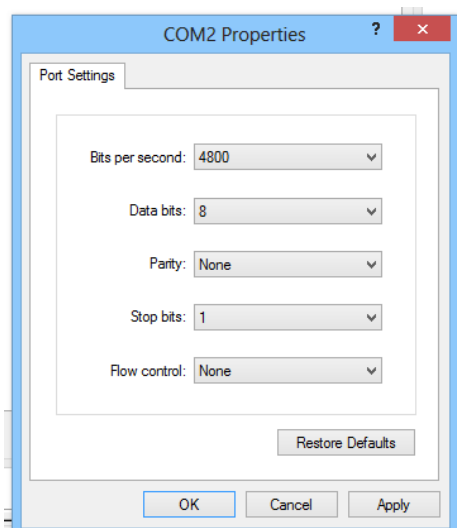 COM2 Properties ?
Port Settings
Bits per second: 4800
Data bits: 8
Parity: None
Stop bits: 1
Flow control: None
Restore Defaults
OK Cancel Apply